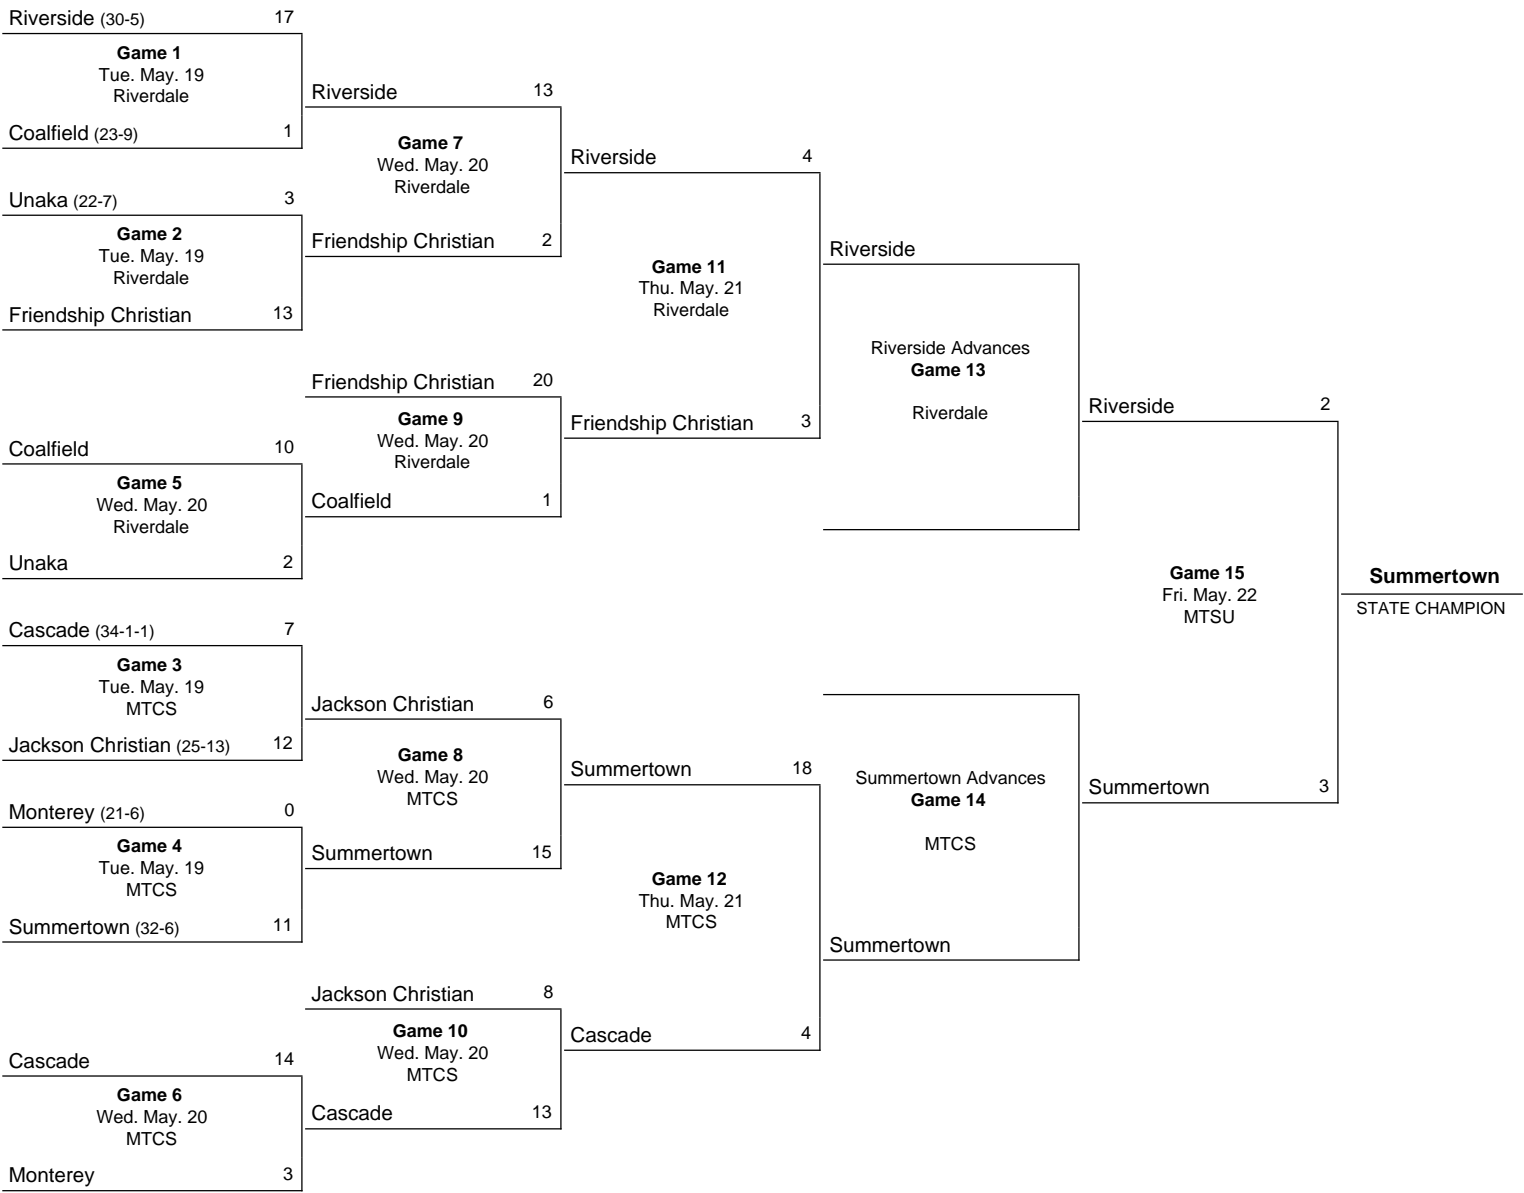 Riverside (30-5) 17
Game 1
Tue. May. 19
Riverdale
Coalfield (23-9) 1
Unaka (22-7) 3
Game 2
Tue. May. 19
Riverdale
Friendship Christian 13
Coalfield 10
Game 5
Wed. May. 20
Riverdale
Unaka 2
Cascade (34-1-1) 7
Game 3
Tue. May. 19
MTCS
Jackson Christian (25-13) 12
Monterey (21-6) 0
Game 4
Tue. May. 19
MTCS
Summertown (32-6) 11
Cascade 14
Game 6
Wed. May. 20
MTCS
Monterey 3
Riverside 13
Game 7
Wed. May. 20
Riverdale
Friendship Christian 2
Friendship Christian 20
Game 9
Wed. May. 20
Riverdale
Coalfield 1
Jackson Christian 6
Game 8
Wed. May. 20
MTCS
Summertown 15
Jackson Christian 8
Game 10
Wed. May. 20
MTCS
Cascade 13
Riverside 4
Game 11
Thu. May. 21
Riverdale
Friendship Christian 3
Summertown 18
Game 12
Thu. May. 21
MTCS
Cascade 4
Riverside
Riverside Advances
Game 13
Riverdale
Summertown Advances
Game 14
MTCS
Summertown
Riverside 2
Game 15
Fri. May. 22
MTSU
Summertown 3
Summertown
STATE CHAMPION